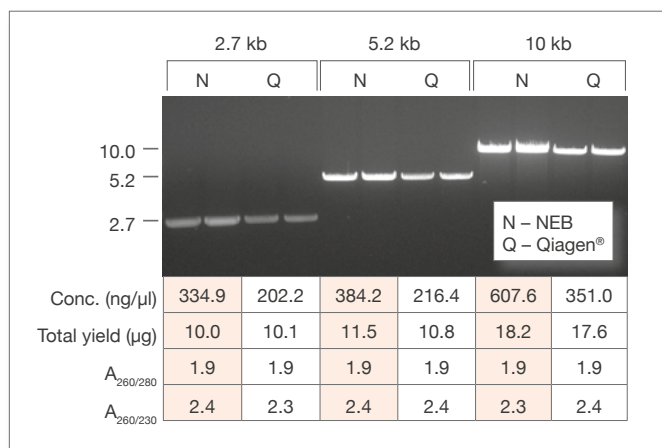 2.7 kb 5.2 kb 10 kb
N Q N Q N Q
10.0
5.2
2.7
N – NEB
Q – Qiagen®
Conc. (ng/µl) 334.9 202.2 384.2 216.4 607.6 351.0
Total yield (µg) 10.0 10.1 11.5 10.8 18.2 17.6
A260/280 1.9 1.9 1.9 1.9 1.9 1.9
A260/230 2.4 2.3 2.4 2.4 2.3 2.4